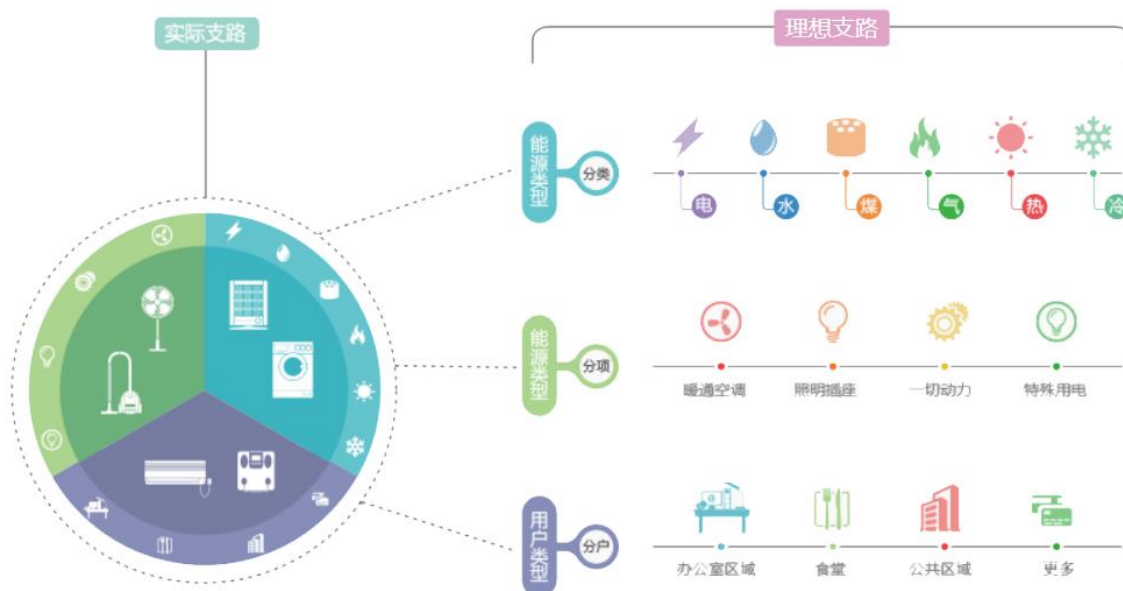 实际支路
理想支路
能源类型
分类
电
水
煤
气
热
冷
能源类型
分项
暖通空调
照明插座
一切动力
特殊用电
用户类型
分户
办公室区域
食堂
公共区域
更多